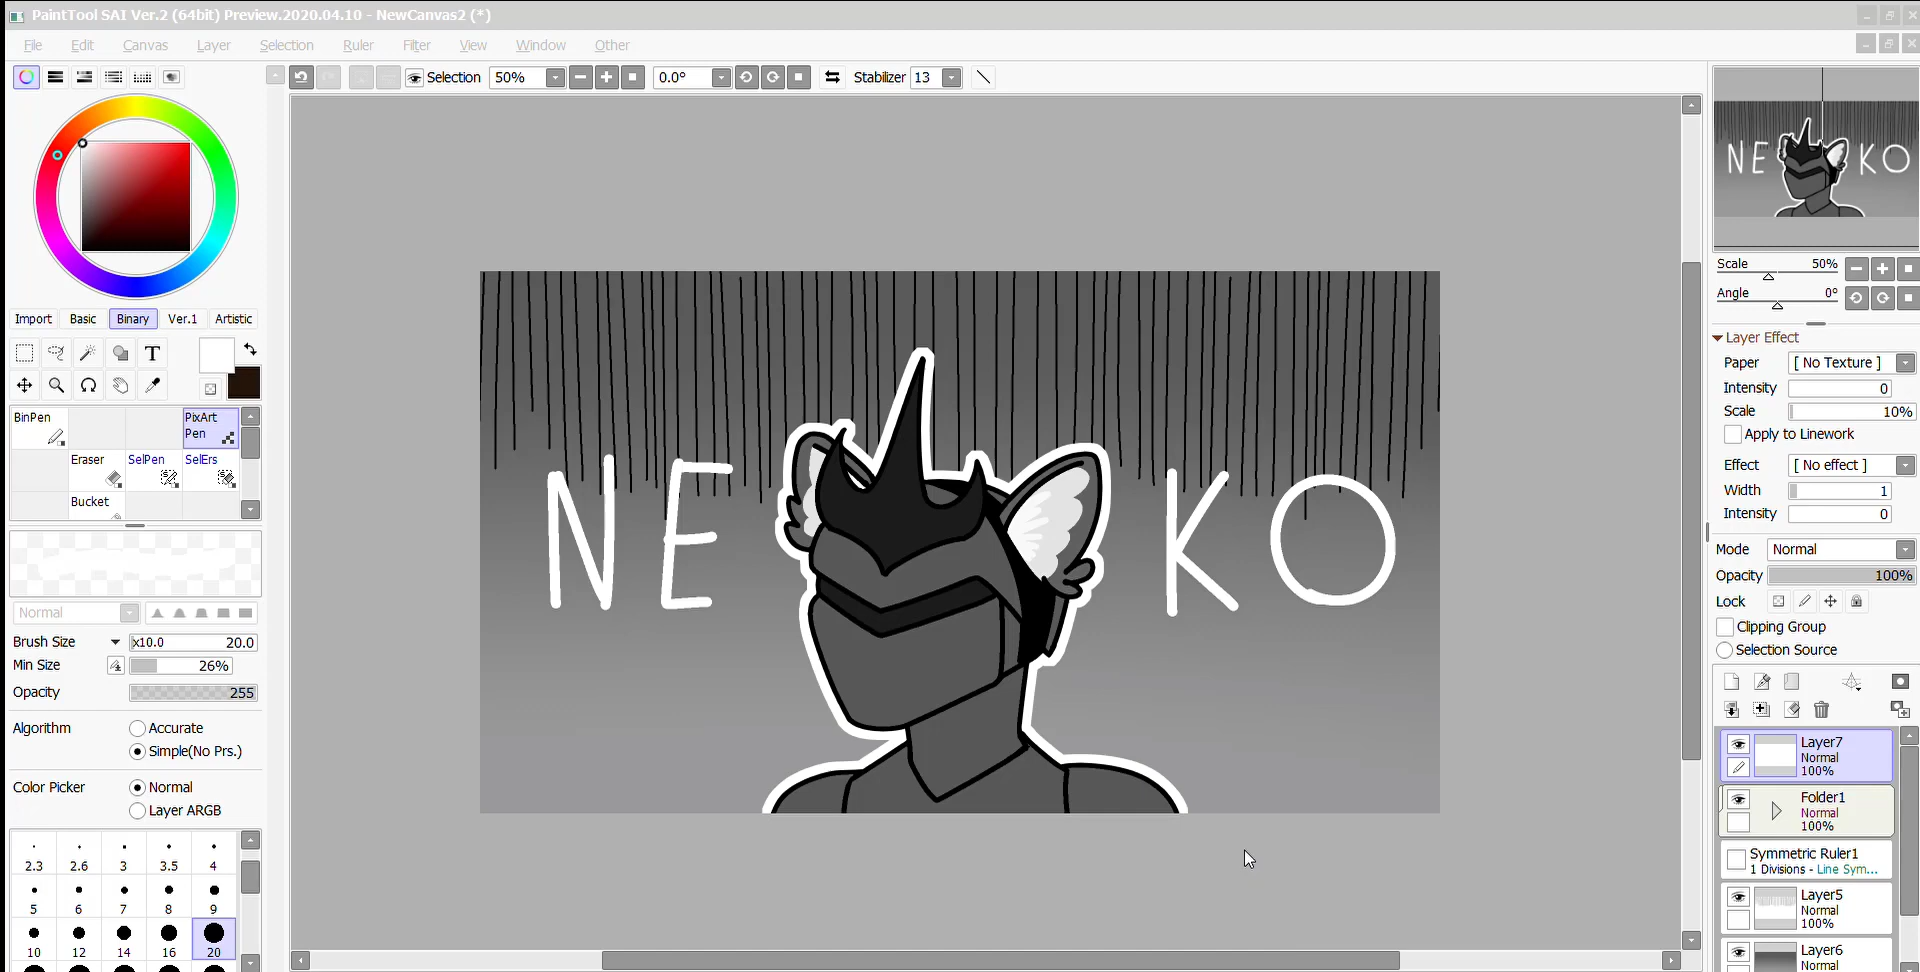 PaintTool SAI Ver.2 (64bit) Preview.2020.04.10 - NewCanvas2 (*)
File Edit Canvas Layer Selection Ruler Filter View Window Other
Selection 50% 0.0° Stabilizer 13
Import Basic Binary Ver.1 Artistic
T
BinPen PixArt Pen
Eraser SelPen SelErs
Bucket
Normal
Brush Size x10.0 20.0
Min Size 26%
Opacity 255
Algorithm Accurate
Simple(No Prs.)
Color Picker Normal
Layer ARGB
2.3 2.6 3 3.5 4
5 6 7 8 9
10 12 14 16 20
NE KO
NE KO
Scale 50%
Angle 0°
Layer Effect
Paper [ No Texture ]
Intensity 0
Scale 10%
Apply to Linework
Effect [ No effect ]
Width 1
Intensity 0
Mode Normal
Opacity 100%
Lock
Clipping Group
Selection Source
Layer7
Normal
100%
Folder1
Normal
100%
Symmetric Ruler1
1 Divisions - Line Sym...
Layer5
Normal
100%
Layer6
Normal